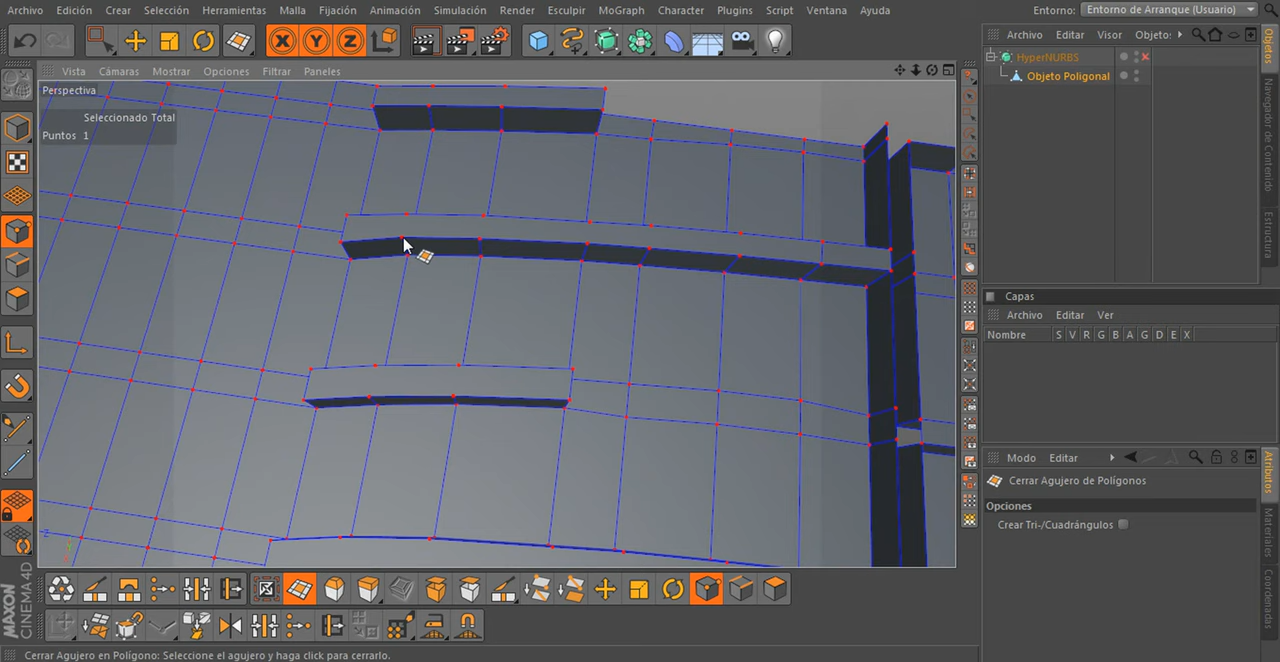 Archivo Edición Crear Selección Herramientas Malla Fijación Animación Simulación Render Esculpir MoGraph Character Plugins Script Ventana Ayuda Entorno: Entorno de Arranque (Usuario)
X Y Z
Archivo Editar Visor Objeto:
HyperNURBS
Objeto Poligonal
Vista Cámaras Mostrar Opciones Filtrar Paneles
Perspectiva
Seleccionado Total
Puntos 1
Objetos
Navegador de Contenido
Estructura
Capas
Archivo Editar Ver
Nombre S V R G B A G D E X
Modo Editar
Cerrar Agujero de Polígonos
Opciones
Crear Tri-/Cuadrángulos
Atributos
Materiales
Coordenadas
Z
Y
X
MAXON
CINEMA 4D
Cerrar Agujero en Polígono: Seleccione el agujero y haga click para cerrarlo.